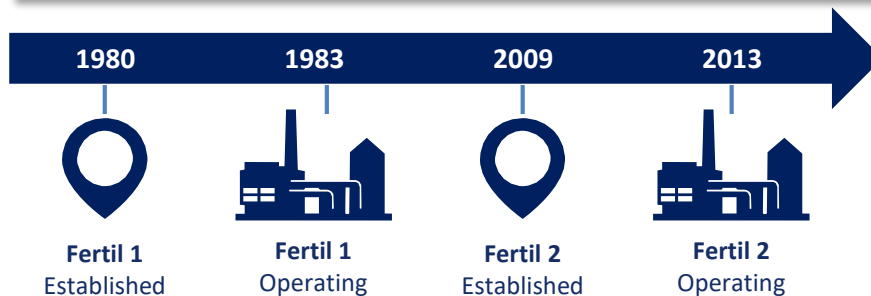 1980
1983
2009
2013
Fertil 1
Established
Fertil 1
Operating
Fertil 2
Established
Fertil 2
Operating